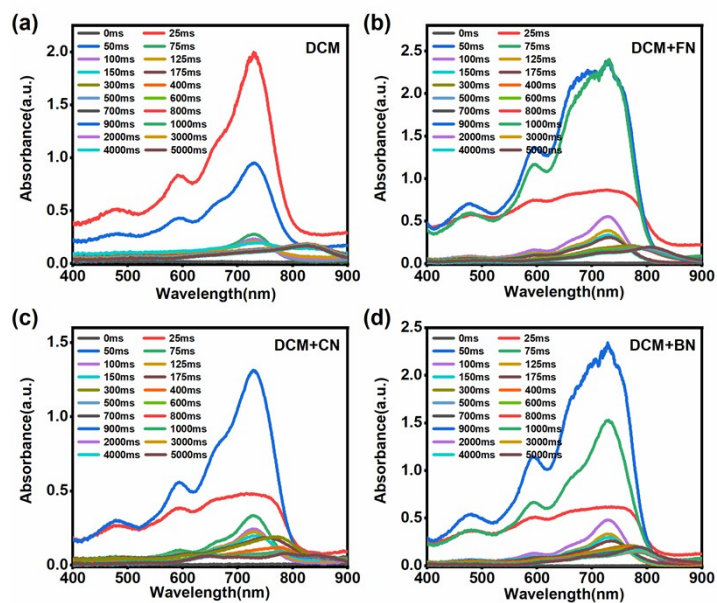 (a)
DCM
0ms 25ms
50ms 75ms
100ms 125ms
150ms 175ms
300ms 400ms
500ms 600ms
700ms 800ms
900ms 1000ms
2000ms 3000ms
4000ms 5000ms
2.0
1.5
1.0
0.5
0.0
Absorbance(a.u.)
400 500 600 700 800 900
Wavelength(nm)
(b)
DCM+FN
0ms 25ms
50ms 75ms
100ms 125ms
150ms 175ms
300ms 400ms
500ms 600ms
700ms 800ms
900ms 1000ms
2000ms 3000ms
4000ms 5000ms
2.5
2.0
1.5
1.0
0.5
0.0
Absorbance(a.u.)
400 500 600 700 800 900
Wavelength(nm)
(c)
DCM+CN
0ms 25ms
50ms 75ms
100ms 125ms
150ms 175ms
300ms 400ms
500ms 600ms
700ms 800ms
900ms 1000ms
2000ms 3000ms
4000ms 5000ms
1.5
1.0
0.5
0.0
Absorbance(a.u.)
400 500 600 700 800 900
Wavelength(nm)
(d)
DCM+BN
0ms 25ms
50ms 75ms
100ms 125ms
150ms 175ms
300ms 400ms
500ms 600ms
700ms 800ms
900ms 1000ms
2000ms 3000ms
4000ms 5000ms
2.5
2.0
1.5
1.0
0.5
0.0
Absorbance(a.u.)
400 500 600 700 800 900
Wavelength(nm)